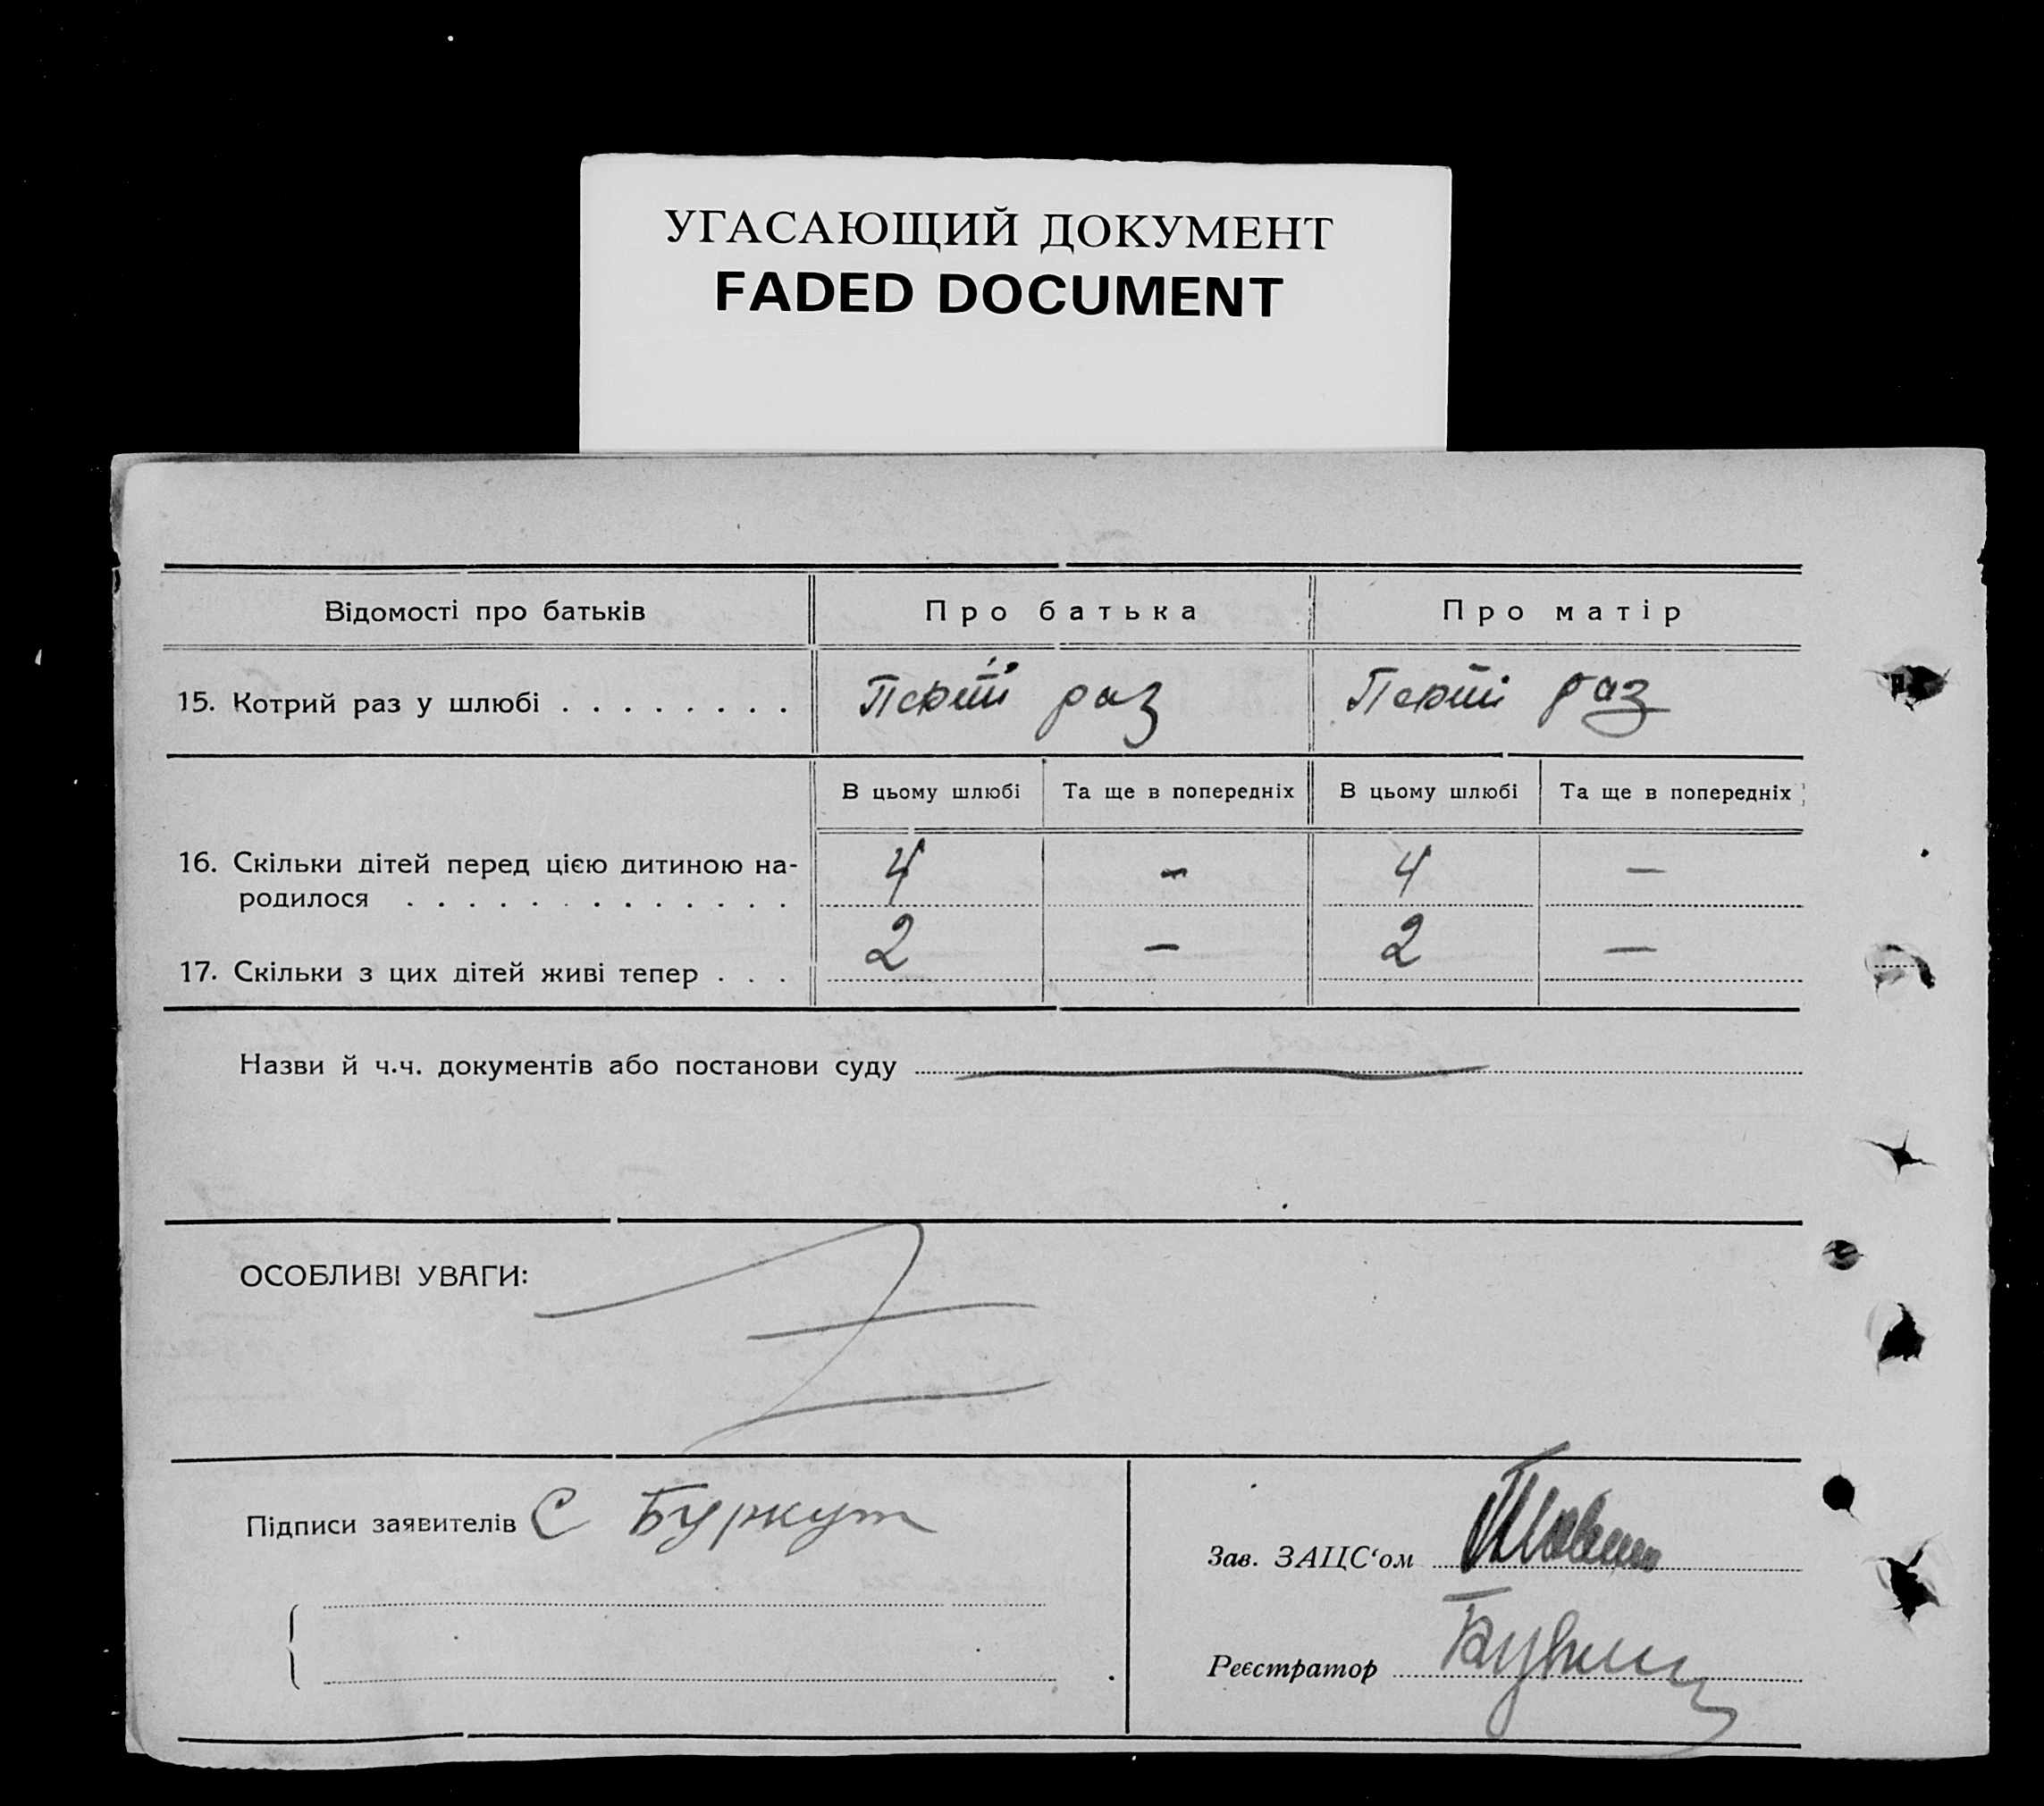 УГАСАЮЩИЙ ДОКУМЕНТ
FADED DOCUMENT
Відомості про батьків Про батька Про матір
15. Котрий раз у шлюбі . . . . . . . . Перший раз Перші раз
В цьому шлюбі Та ще в попередніх В цьому шлюбі Та ще в попередніх
16. Скільки дітей перед цією дитиною на-
родилося . . . . . . . . . . . . . 4 - 4 -
17. Скільки з цих дітей живі тепер . . . 2 - 2 -
Назви й ч.ч. документів або постанови суду
ОСОБЛИВІ УВАГИ:
Підписи заявителів С Буркут
Зав. ЗАЦС‘ом
Реєстратор